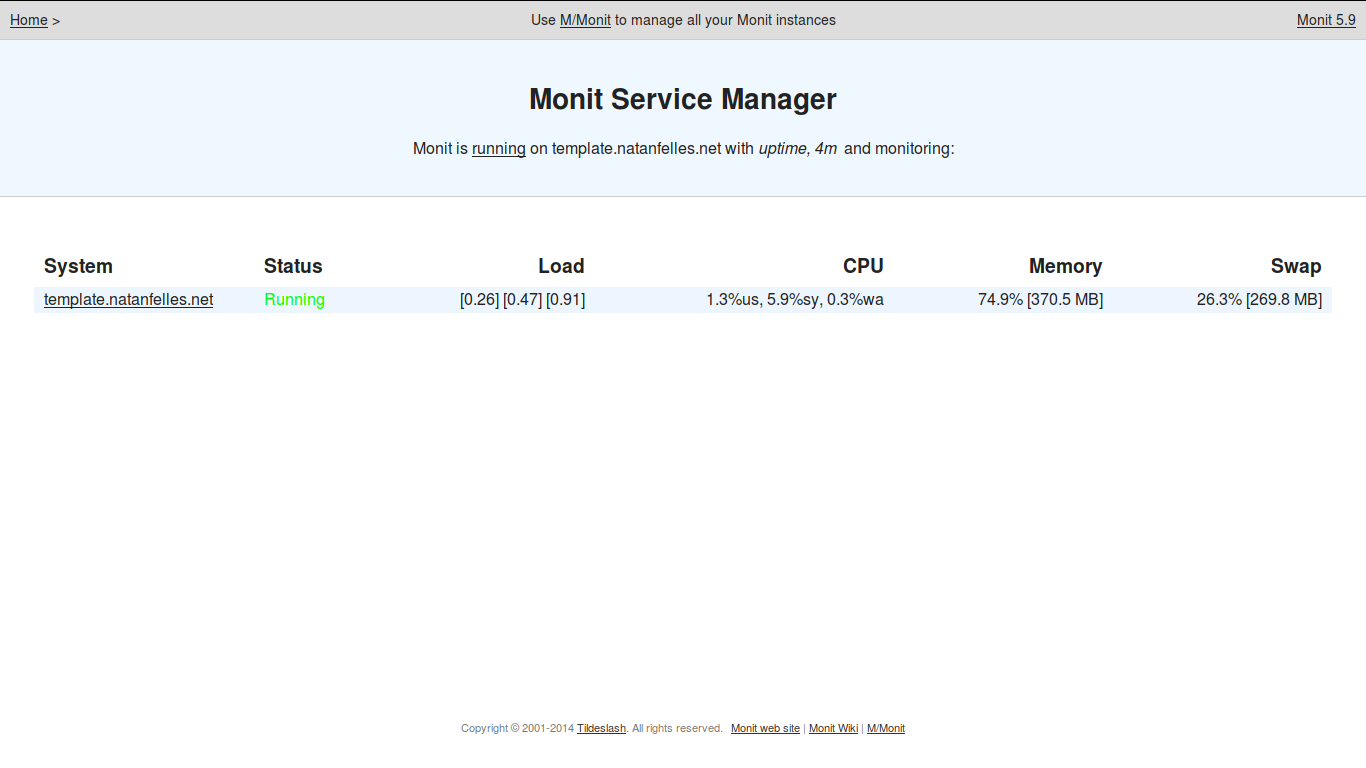 Home > Use M/Monit to manage all your Monit instances Monit 5.9
Monit Service Manager
Monit is running on template.natanfelles.net with uptime, 4m and monitoring:
System Status Load CPU Memory Swap
template.natanfelles.net Running [0.26] [0.47] [0.91] 1.3%us, 5.9%sy, 0.3%wa 74.9% [370.5 MB] 26.3% [269.8 MB]
Copyright © 2001-2014 Tildeslash. All rights reserved. Monit web site | Monit Wiki | M/Monit